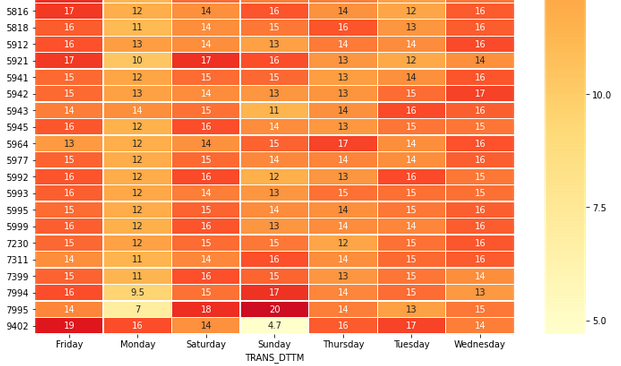 5816 17 12 14 16 14 12 16
5818 16 11 14 15 16 13 16
5912 16 13 14 13 14 14 16
5921 17 10 17 16 13 12 14
5941 15 12 15 15 13 14 16
5942 15 13 14 13 13 15 17
10.0
5943 14 14 15 11 14 16 16
5945 16 12 16 14 13 15 15
5964 13 12 14 15 17 14 16
5977 15 12 15 14 14 14 16
5992 16 12 16 12 13 16 15
5993 16 12 14 13 15 15 15
5995 15 12 15 14 14 15 16
7.5
5999 16 12 16 13 14 14 16
7230 15 12 15 15 12 15 16
7311 14 11 14 16 14 15 16
7399 15 11 16 15 13 15 14
7994 16 9.5 15 17 14 15 13
7995 14 7 18 20 14 13 15
5.0
9402 19 16 14 4.7 16 17 14
Friday Monday Saturday Sunday Thursday Tuesday Wednesday
TRANS_DTTM